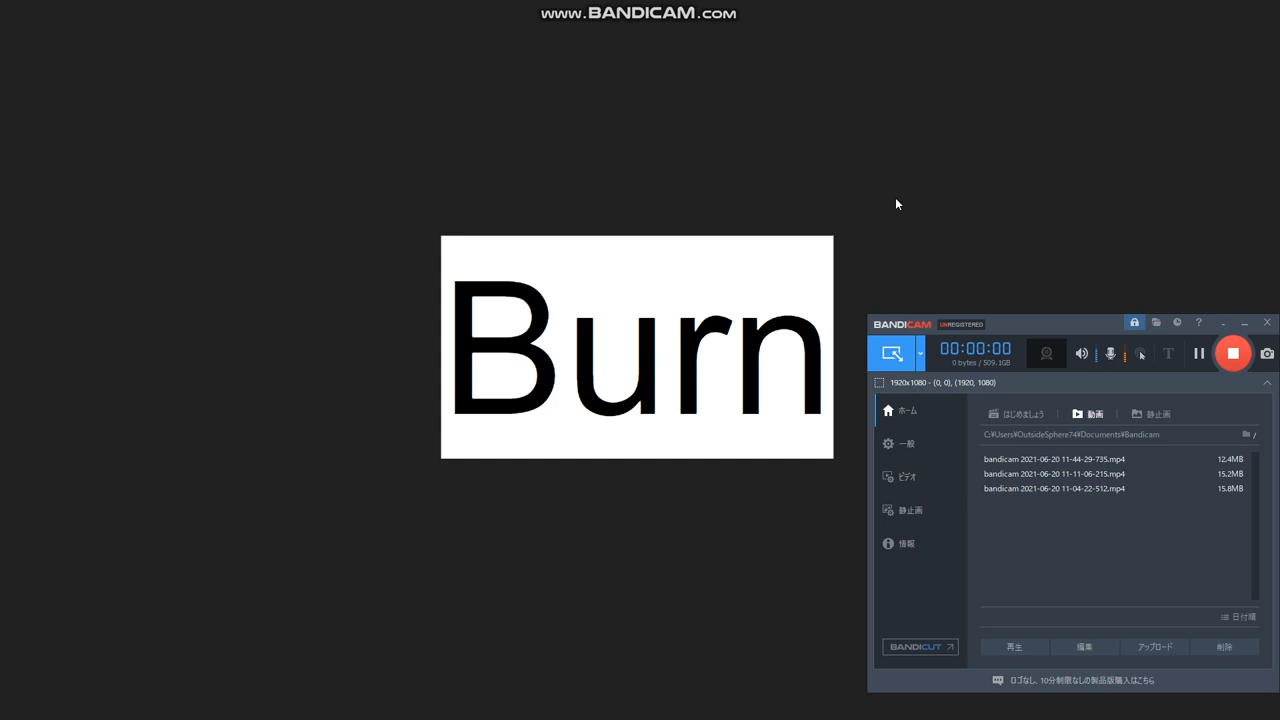 www.BANDICAM.com
Burn
BANDICAM UNREGISTERED
?
00:00:00
0 bytes / 509.1GB
T
1920x1080 - (0, 0), (1920, 1080)
ホーム
一般
ビデオ
静止画
情報
BANDICUT
はじめましょう
動画
静止画
C:¥Users¥OutsideSphere74¥Documents¥Bandicam
bandicam 2021-06-20 11-44-29-735.mp4 12.4MB
bandicam 2021-06-20 11-11-06-215.mp4 15.2MB
bandicam 2021-06-20 11-04-22-512.mp4 15.8MB
日付順
再生 編集 アップロード 削除
ロゴなし、10分制限なしの製品版購入はこちら